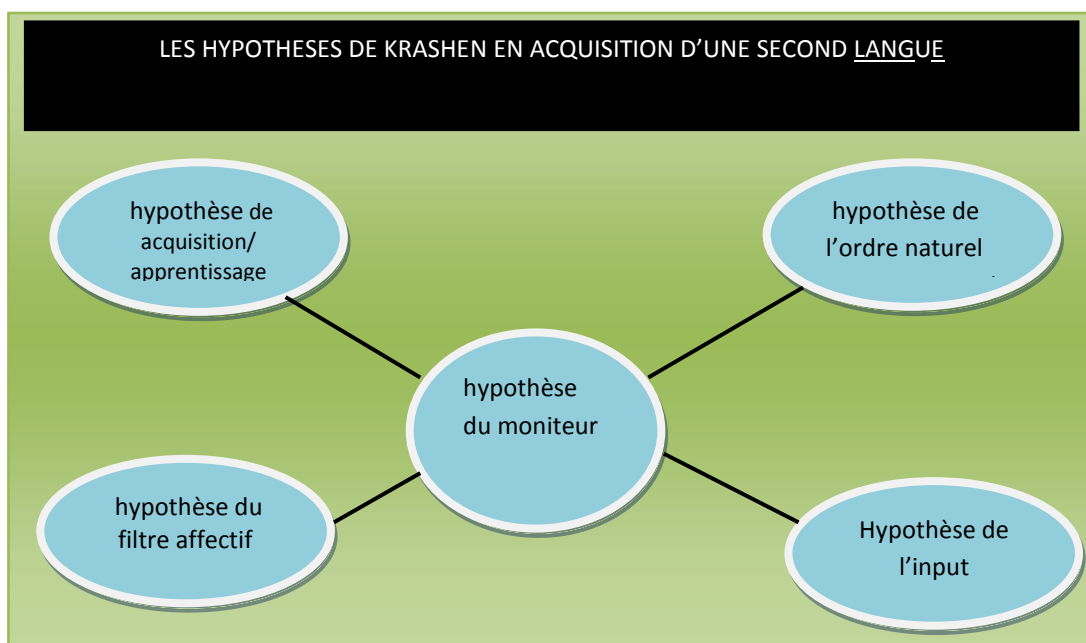 LES HYPOTHESES DE KRASHEN EN ACQUISITION D’UNE SECOND LANGUE
hypothèse de
acquisition/
apprentissage
hypothèse de
l’ordre naturel
hypothèse
du moniteur
hypothèse du
filtre affectif
Hypothèse de
l’input